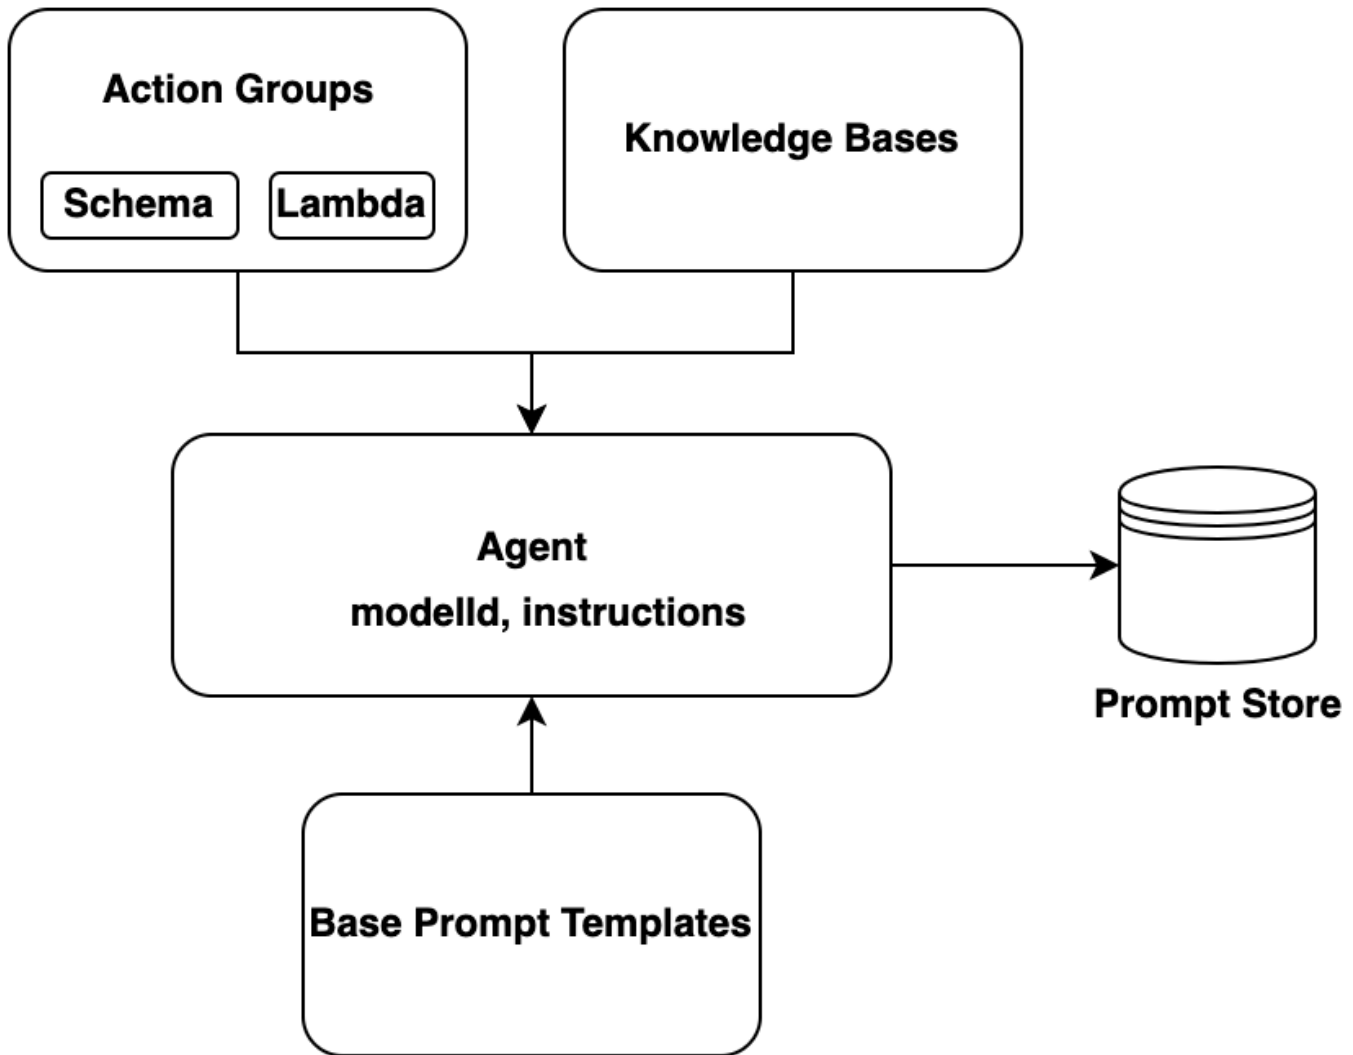 Action Groups
Schema
Lambda
Knowledge Bases
Agent
modelId, instructions
Prompt Store
Base Prompt Templates